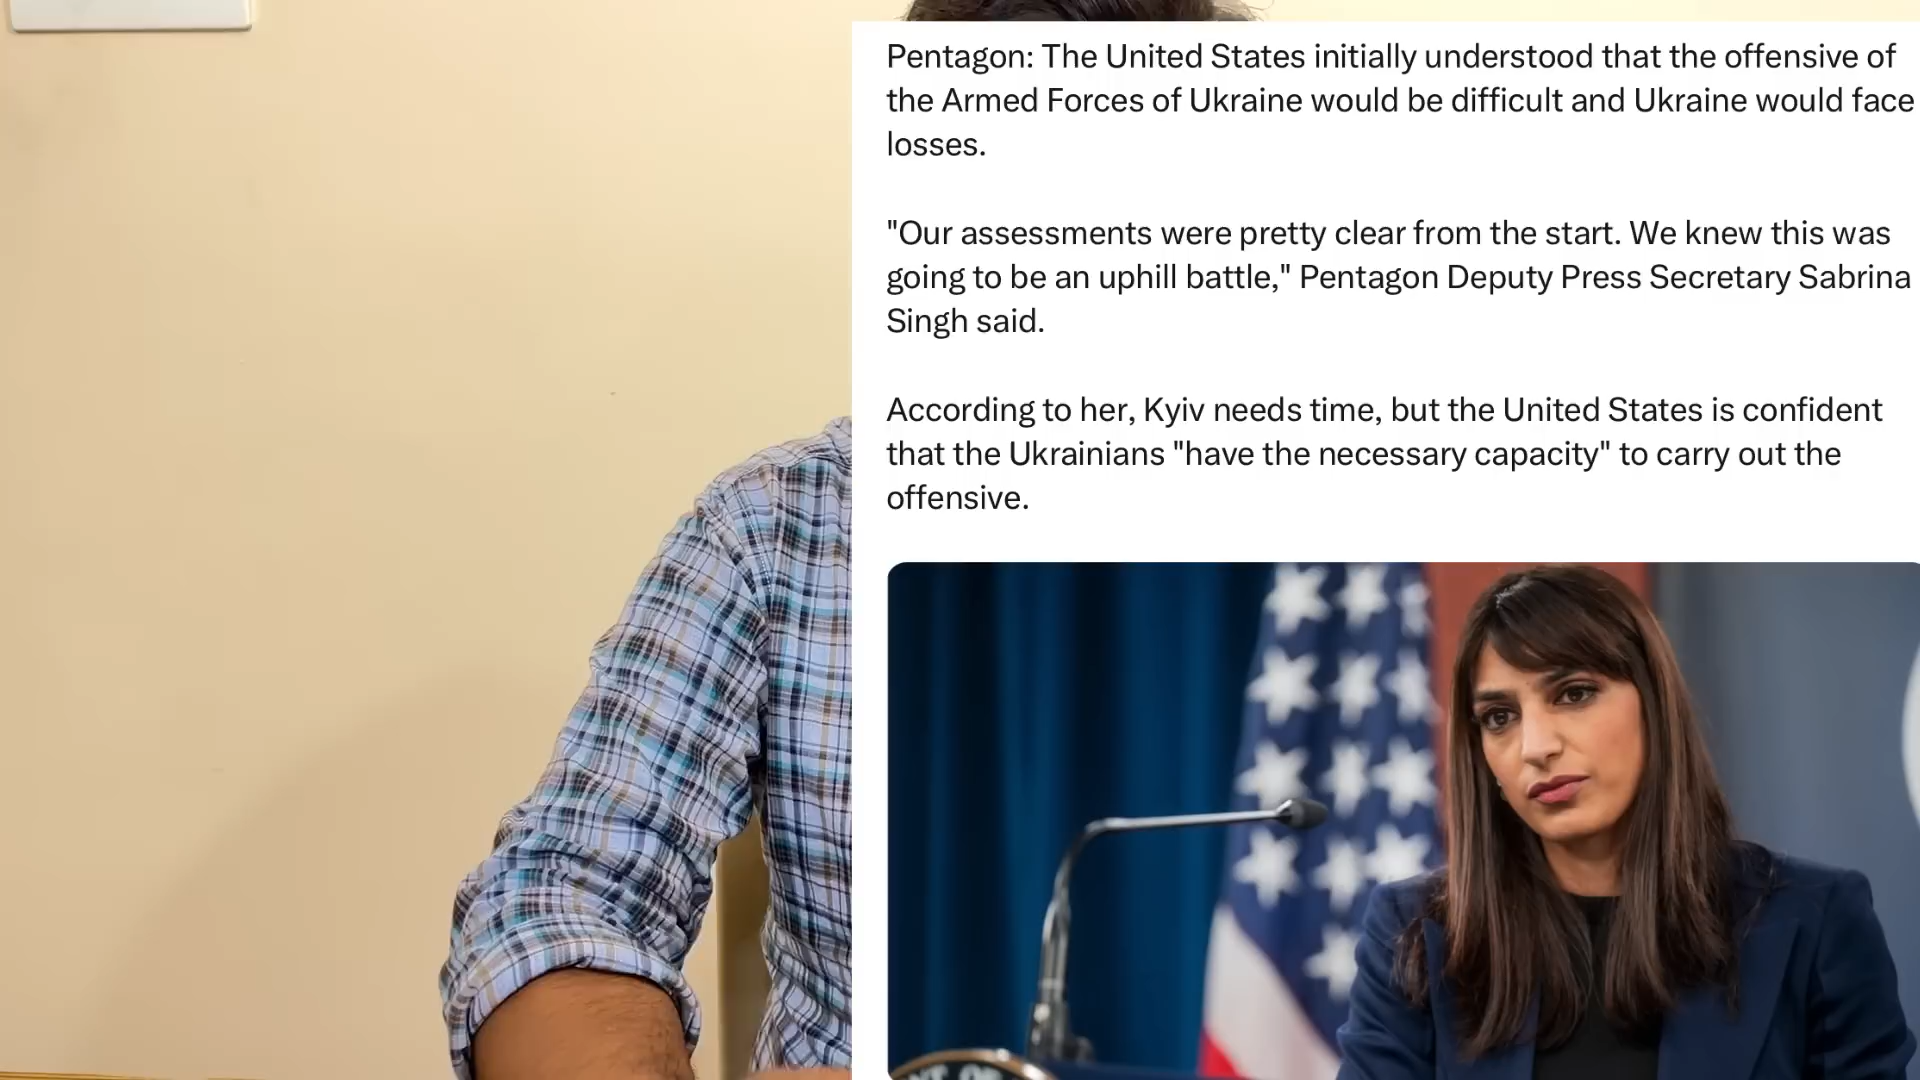 Pentagon: The United States initially understood that the offensive of
the Armed Forces of Ukraine would be difficult and Ukraine would face
losses.
"Our assessments were pretty clear from the start. We knew this was
going to be an uphill battle," Pentagon Deputy Press Secretary Sabrina
Singh said.
According to her, Kyiv needs time, but the United States is confident
that the Ukrainians "have the necessary capacity" to carry out the
offensive.